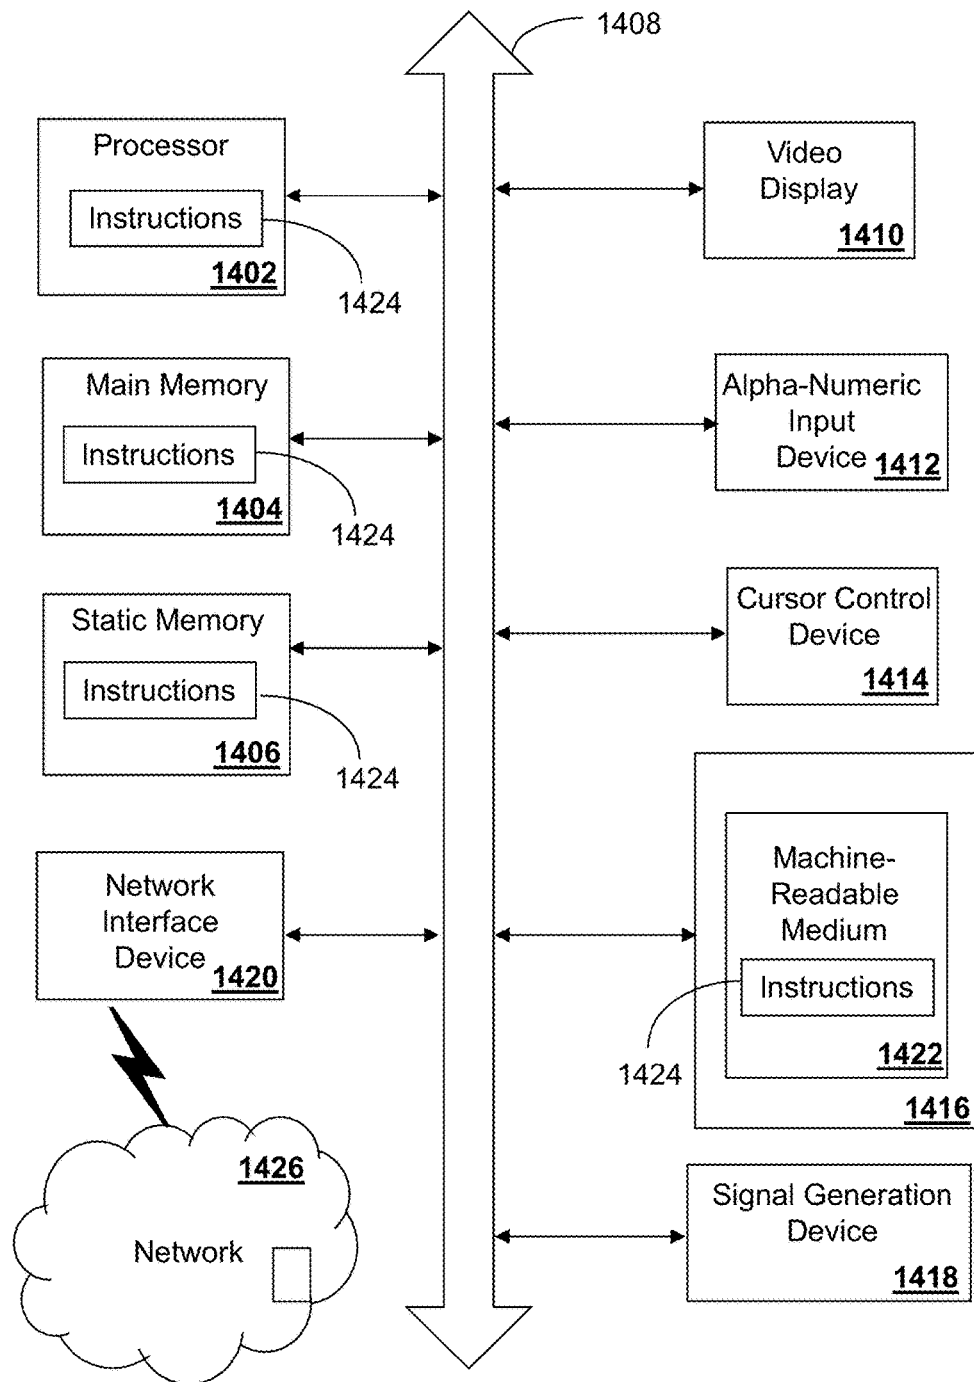 1408
Processor
Instructions
1402
1424
Main Memory
Instructions
1404
1424
Static Memory
Instructions
1406
1424
Network
Interface
Device
1420
1426
Network
Video
Display
1410
Alpha-Numeric
Input
Device
1412
Cursor Control
Device
1414
Machine-
Readable
Medium
Instructions
1424
1422
1416
Signal Generation
Device
1418